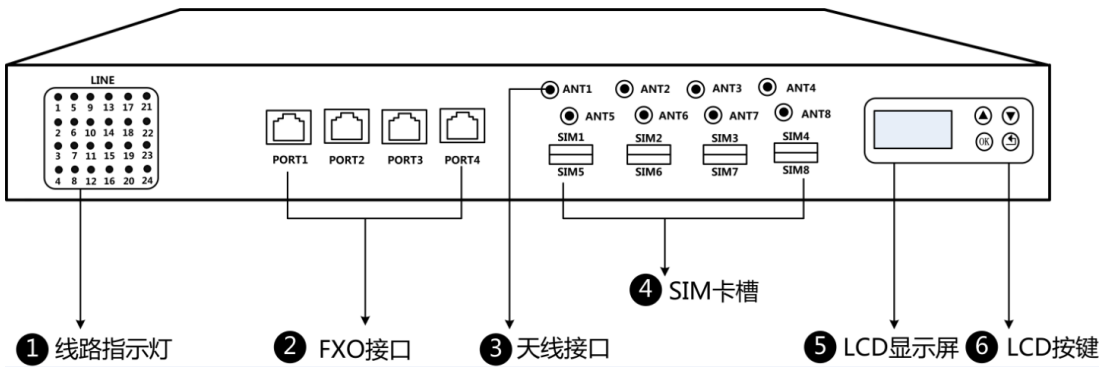 LINE
1 5 9 13 17 21
2 6 10 14 18 22
3 7 11 15 19 23
4 8 12 16 20 24
PORT1 PORT2 PORT3 PORT4
ANT1 ANT2 ANT3 ANT4
ANT5 ANT6 ANT7 ANT8
SIM1 SIM2 SIM3 SIM4
SIM5 SIM6 SIM7 SIM8
OK
1 线路指示灯
2 FXO接口
3 天线接口
4 SIM卡槽
5 LCD显示屏
6 LCD按键